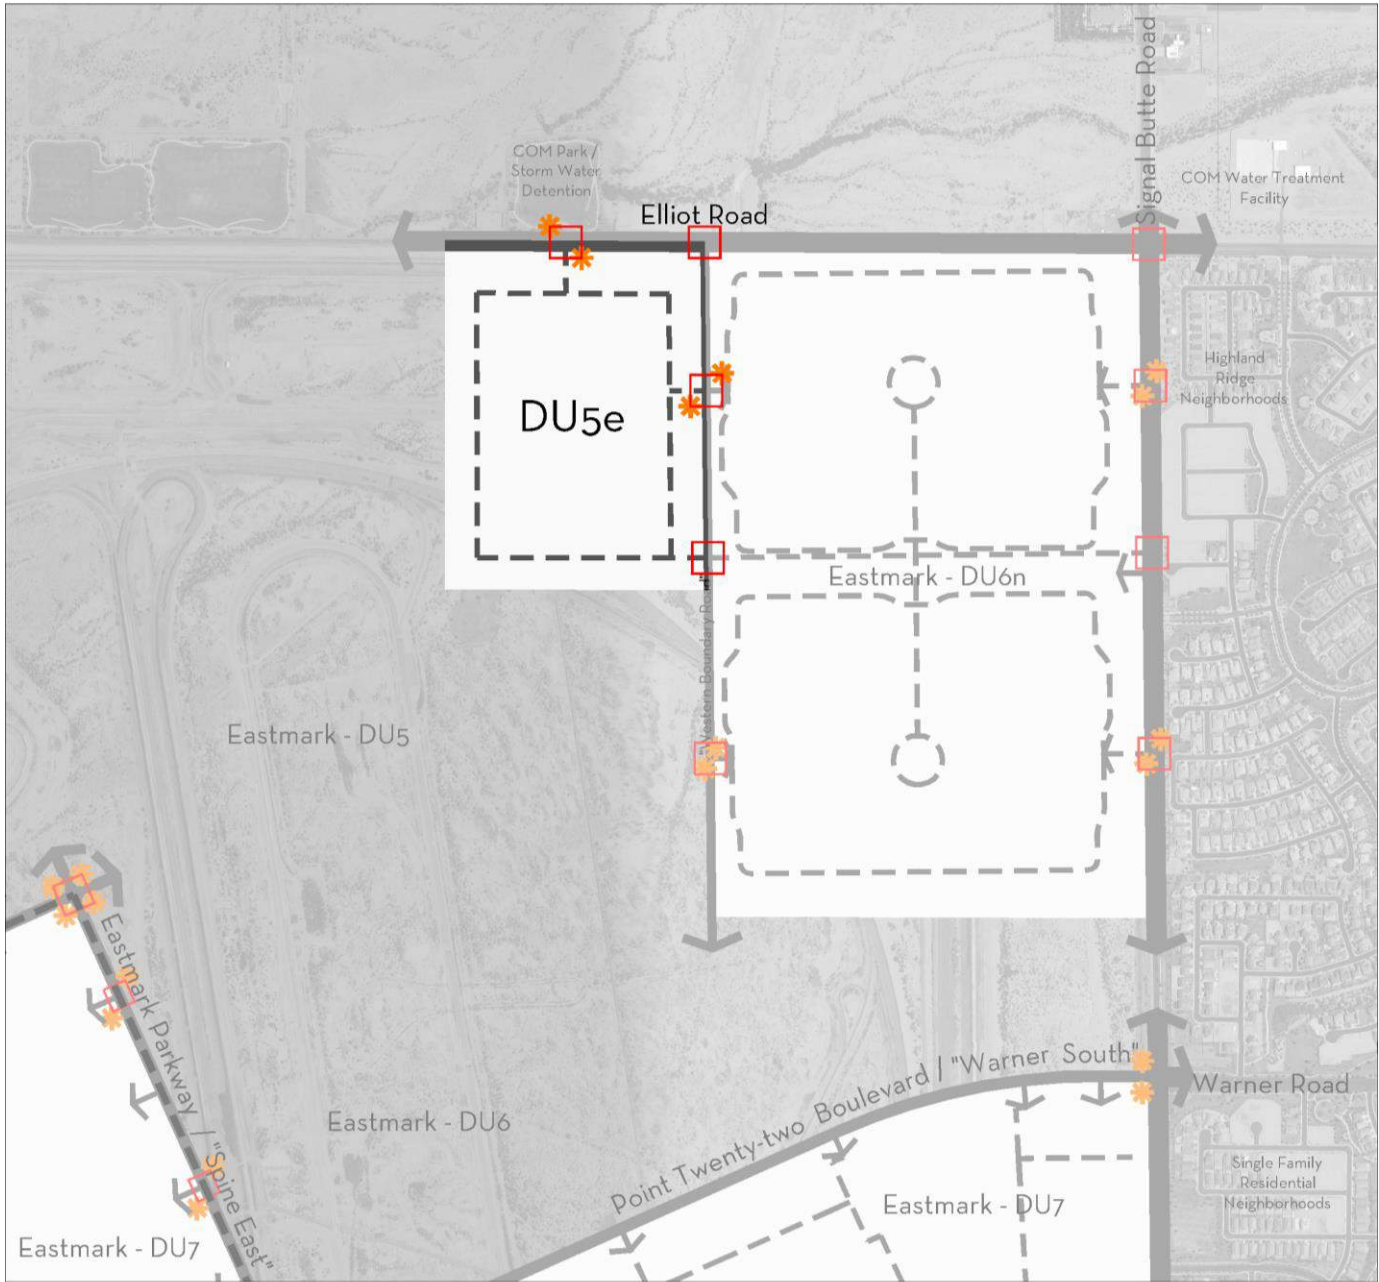 Signal Butte Road
COM Park /
Storm Water
Detention
COM Water Treatment
Facility
Elliot Road
Highland
Ridge
Neighborhoods
DU5e
Eastmark - DU6n
"Western Boundary Road"
Eastmark - DU5
Eastmark Parkway / "Spine East"
Point Twenty-two Boulevard / "Warner South"
Warner Road
Eastmark - DU6
Single Family
Residential
Neighborhoods
Eastmark - DU7
Eastmark - DU7